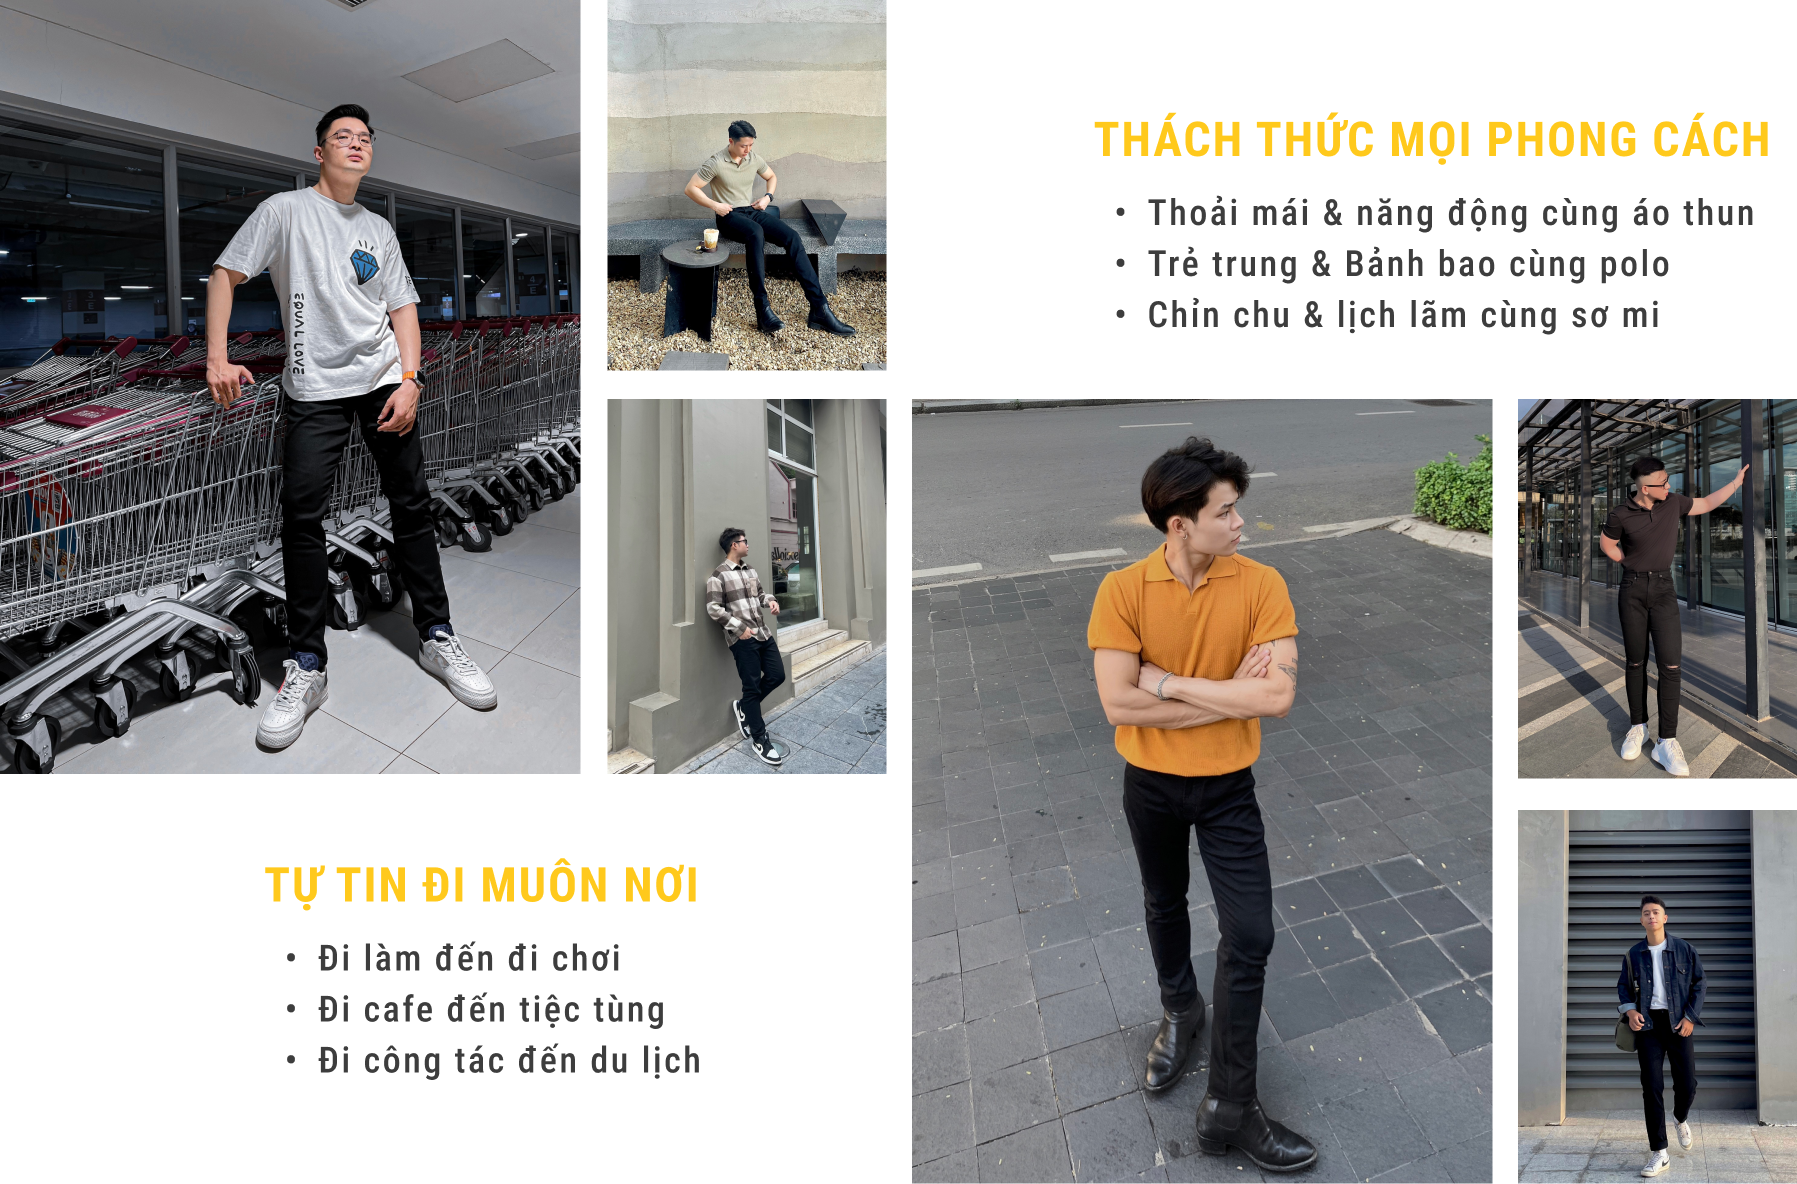 THÁCH THỨC MỌI PHONG CÁCH
• Thoải mái & năng động cùng áo thun
• Trẻ trung & Bảnh bao cùng polo
• Chỉn chu & lịch lãm cùng sơ mi
EQUAL LOVE
TỰ TIN ĐI MUÔN NƠI
• Đi làm đến đi chơi
• Đi cafe đến tiệc tùng
• Đi công tác đến du lịch